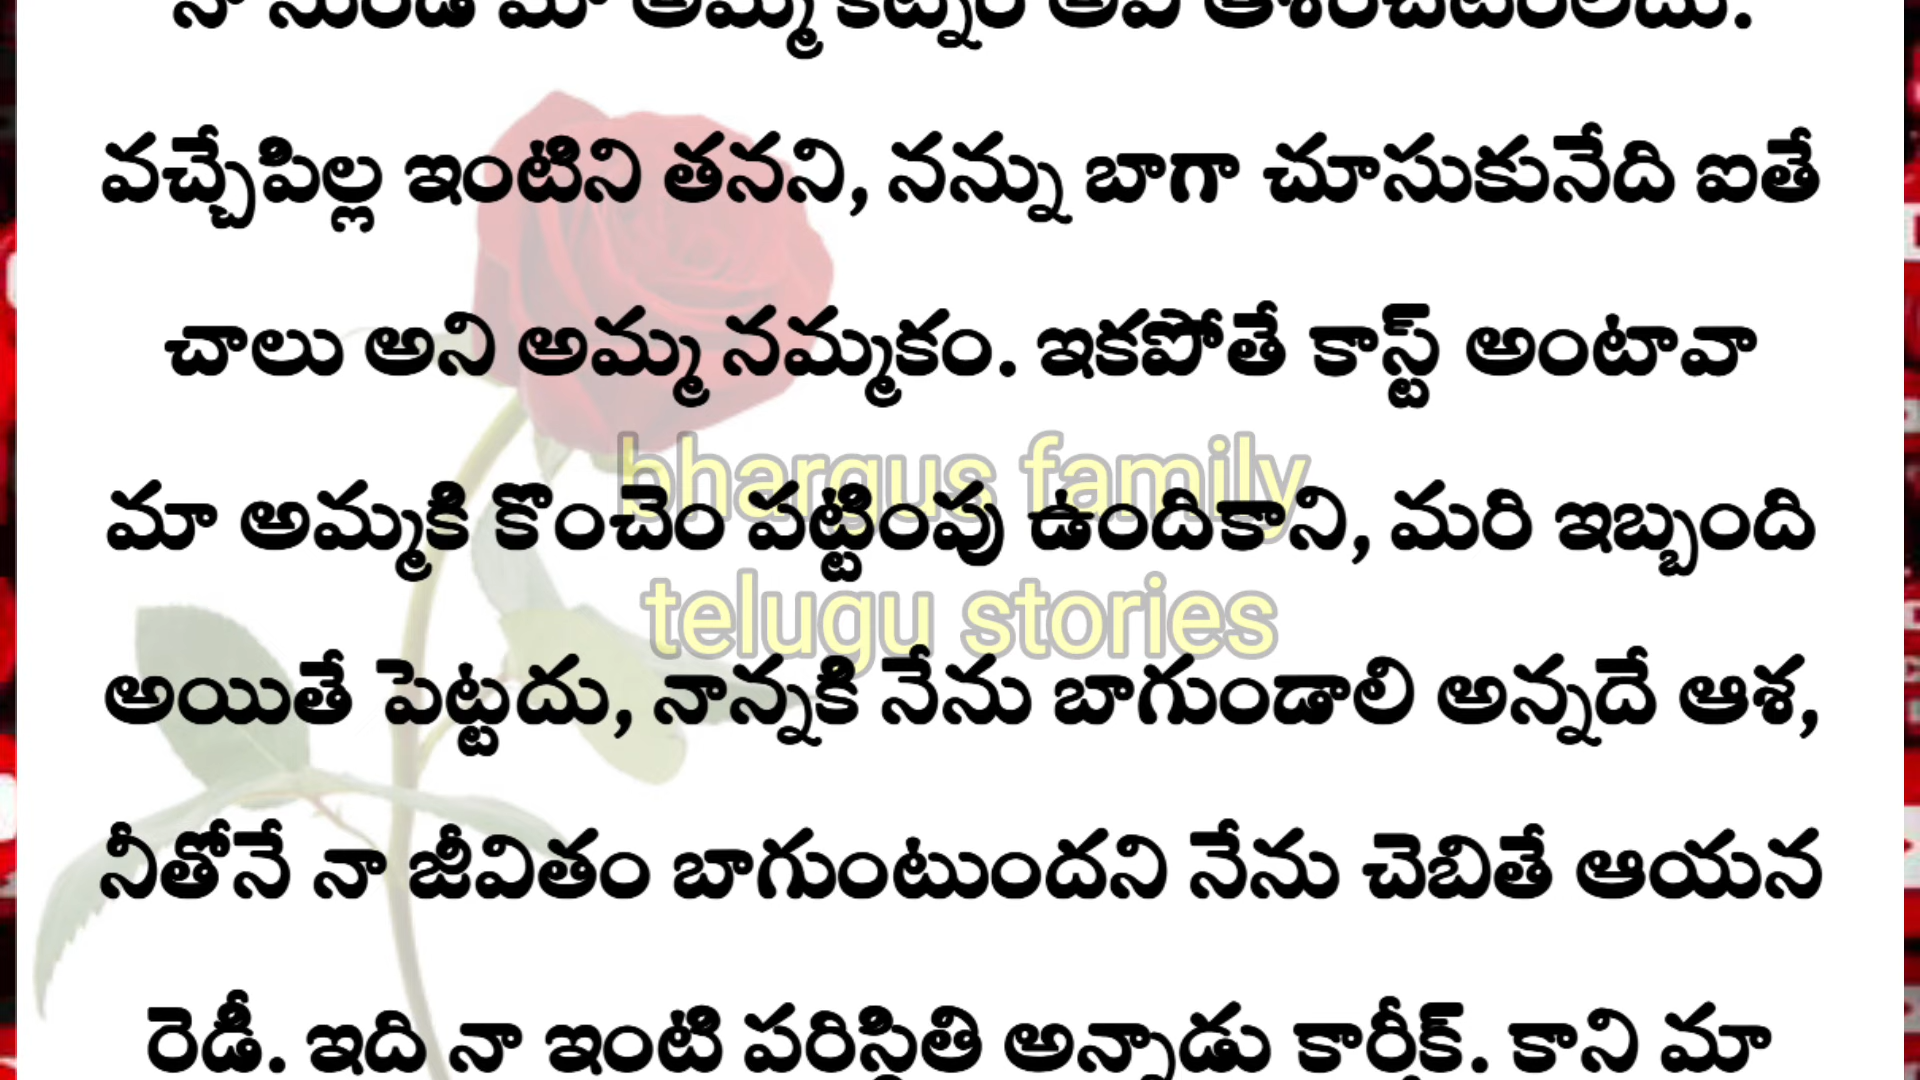 మా అమ్మ
వచ్చేపిల్ల ఇంటిని తనని, నన్ను బాగా చూసుకునేది ఐతే
చాలు అని అమ్మ నమ్మకం. ఇకపోతే కాస్ట్ అంటావా
bhargus family
మా అమ్మకి కొంచెం పట్టింపు ఉందికాని, మరి ఇబ్బంది
telugu stories
అయితే పెట్టదు, నాన్నకి నేను బాగుండాలి అన్నదే ఆశ,
నీతోనే నా జీవితం బాగుంటుందని నేను చెబితే ఆయన
రెడీ. ఇది నా ఇంటి పరిస్థితి అన్నాడు కార్తీక్. కాని మా